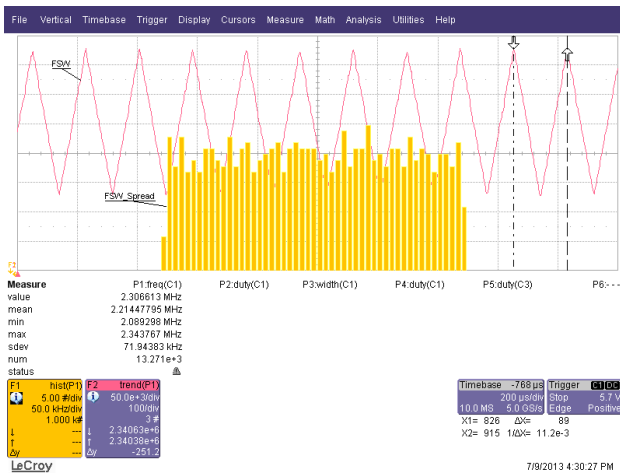 File Vertical Timebase Trigger Display Cursors Measure Math Analysis Utilities Help
FSW
FSW_Spread
F2
Measure P1:freq(C1) P2:duty(C1) P3:width(C1) P4:duty(C1) P5:duty(C3) P6:- - -
value 2.306613 MHz
mean 2.21447795 MHz
min 2.089298 MHz
max 2.343767 MHz
sdev 71.94383 kHz
num 13.271e+3
status
F1 hist(P1) F2 trend(P1) Timebase -768 µs Trigger C1 DC
5.00 #/div 50.0e+3/div 200 µs/div Stop 5.7 V
50.0 kHz/div 100/div 10.0 MS 5.0 GS/s Edge Positive
1.000 k# 3 #
↓ --- ↓ 2.34063e+6 X1= 826 ΔX= 89
↑ --- ↑ 2.34038e+6 X2= 915 1/ΔX= 11.2e-3
Δy --- Δy -251.2
LeCroy 7/9/2013 4:30:27 PM